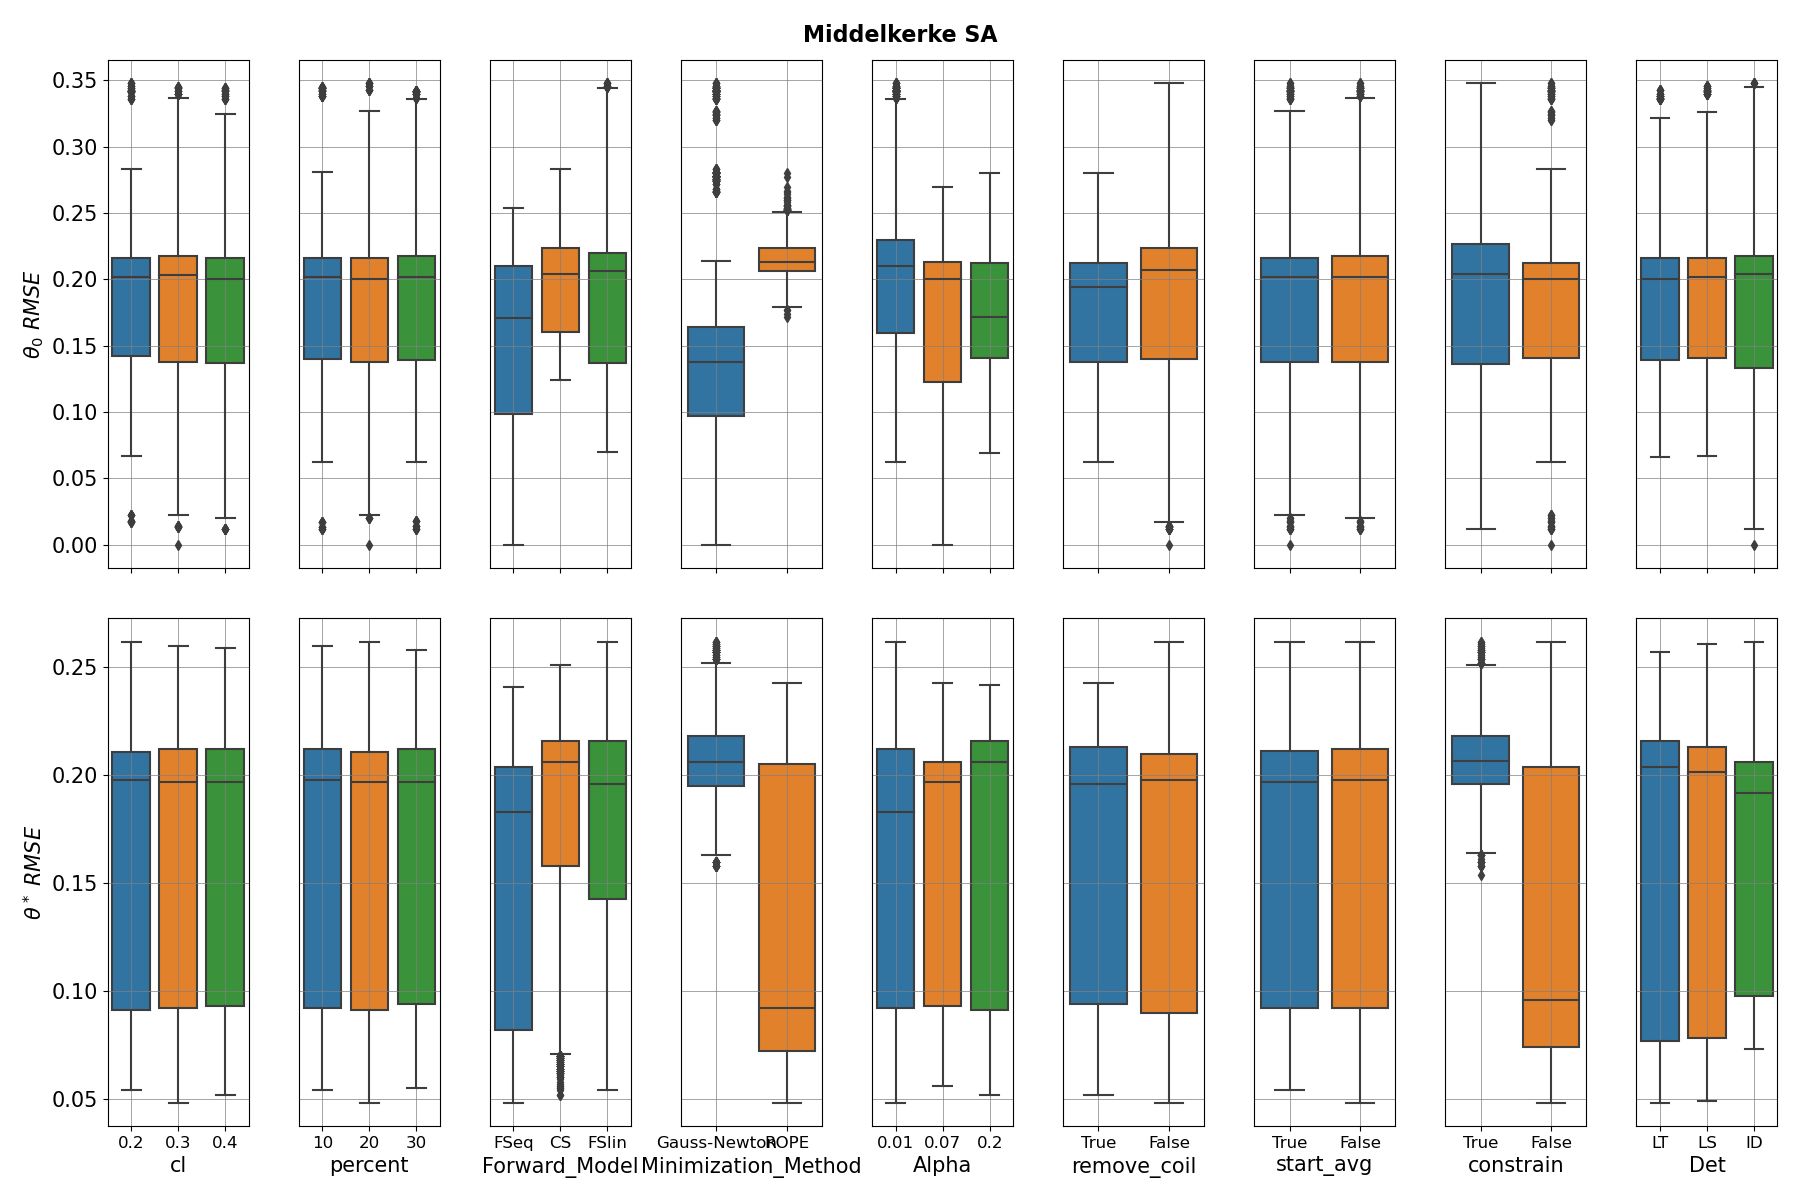 Middelkerke SA
θ₀ RMSE
0.35
0.30
0.25
0.20
0.15
0.10
0.05
0.00
θ* RMSE
0.25
0.20
0.15
0.10
0.05
0.2 0.3 0.4
cl
10 20 30
percent
FSeq CS FSlin
Forward_Model
Gauss-Newton ROPE
Minimization_Method
0.01 0.07 0.2
Alpha
True False
remove_coil
True False
start_avg
True False
constrain
LT LS ID
Det